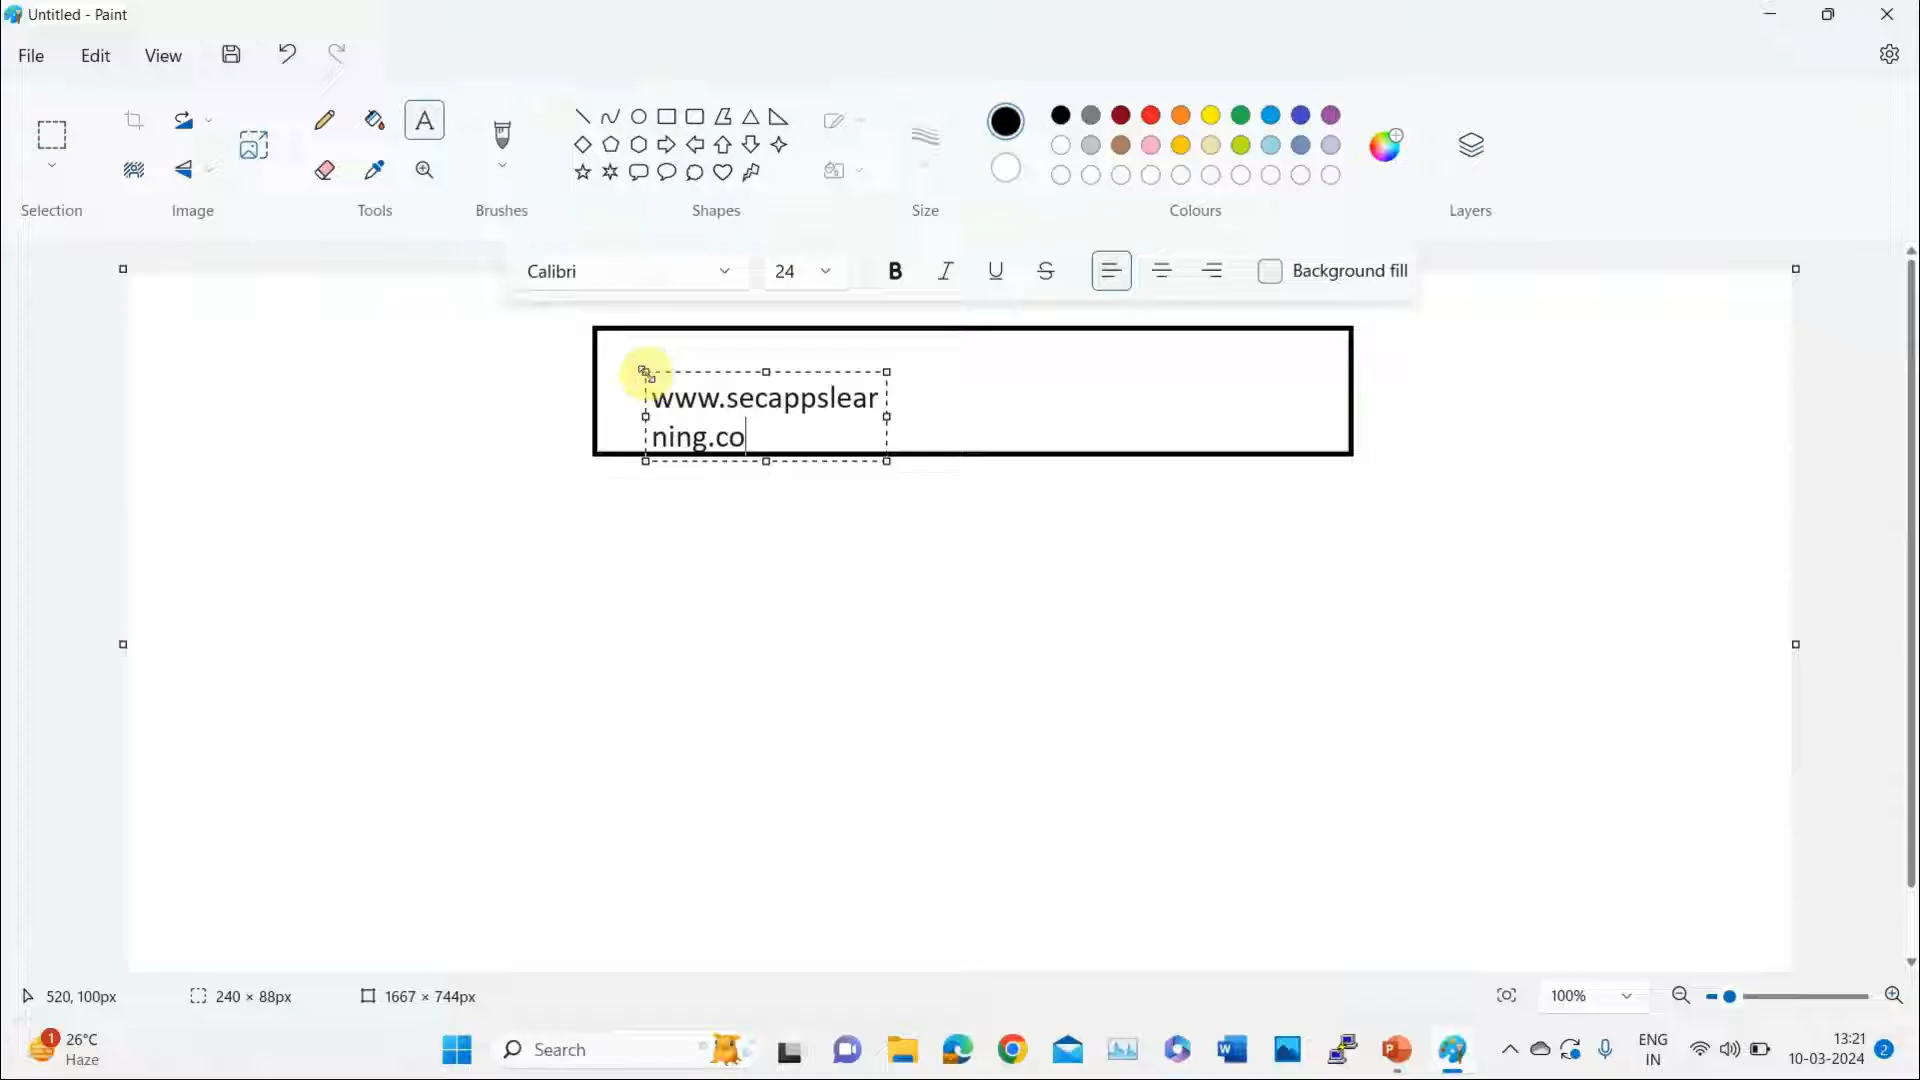 Untitled - Paint
File Edit View
Selection Image Tools Brushes Shapes Size Colours Layers
Calibri 24 B I U S Background fill
www.secappslear
ning.co
520, 100px 240 × 88px 1667 × 744px 100%
1 26°C
Haze
Search
ENG
IN
13:21
10-03-2024
2